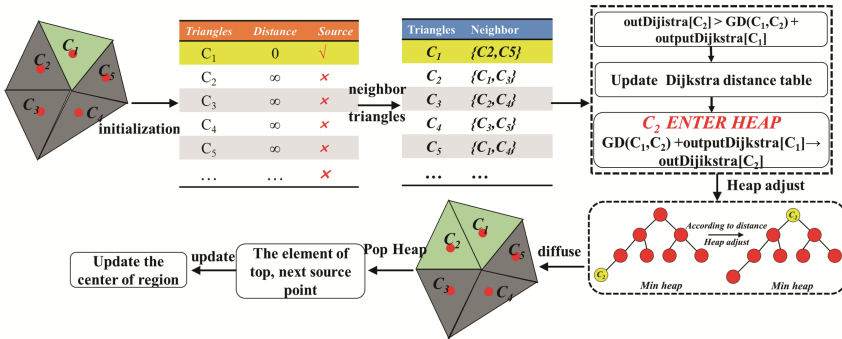 C1
C2
C5
C3
C4
initialization
Triangles Distance Source
C1 0 √
C2 ∞ ×
C3 ∞ ×
C4 ∞ ×
C5 ∞ ×
... ... ×
neighbor
triangles
Triangles Neighbor
C1 {C2,C5}
C2 {C1,C3}
C3 {C2,C4}
C4 {C3,C5}
C5 {C1,C4}
... ...
outDijistra[C2] > GD(C1,C2) +
outputDijkstra[C1]
Update Dijkstra distance table
C2 ENTER HEAP
GD(C1,C2) +outputDijkstra[C1]→
outDijikstra[C2]
Heap adjust
C2
According to distance
Heap adjust
Min heap
Min heap
diffuse
C1
C2
C5
C3
C4
Pop Heap
The element of
top, next source
point
update
Update the
center of region